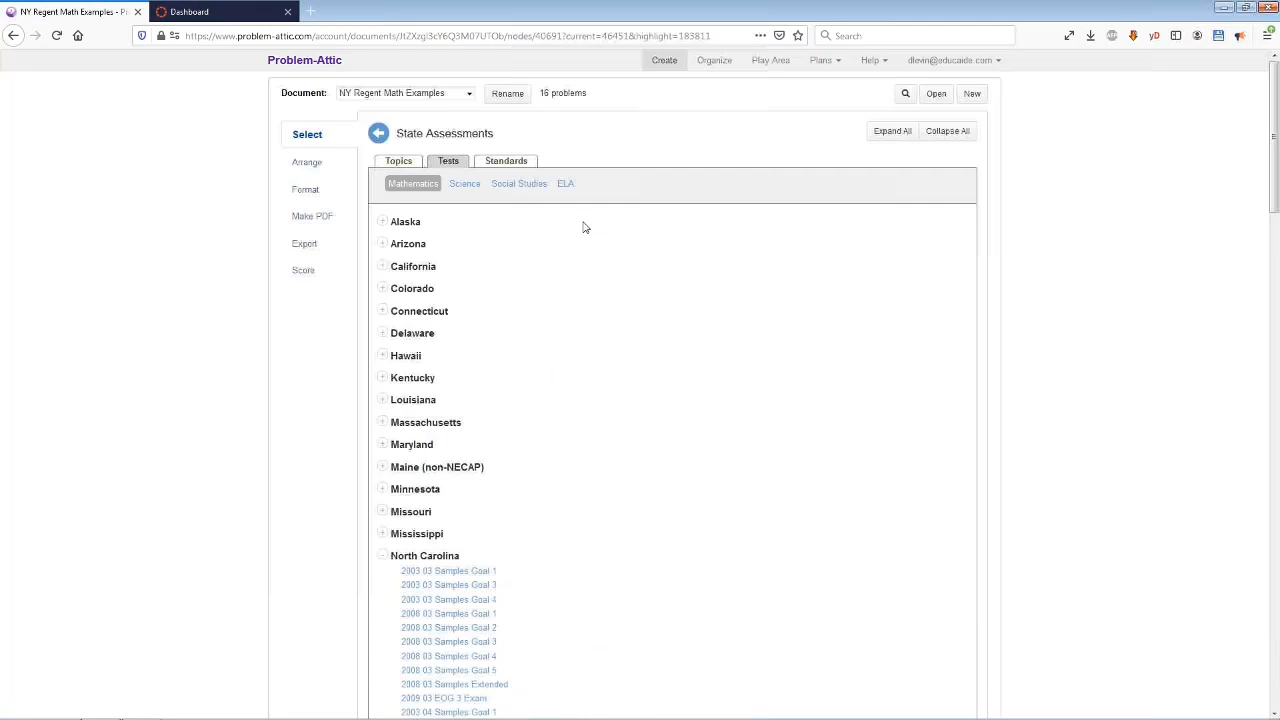 NY Regent Math Examples - P
Dashboard
https://www.problem-attic.com/account/documents/JtZXzgi3cY6Q3M07UTOb/nodes/40691?current=46451&highlight=183811
Search
Problem-Attic
Create
Organize
Play Area
Plans
Help
dlevin@educaide.com
Document:
NY Regent Math Examples
Rename
16 problems
Open
New
Select
Arrange
Format
Make PDF
Export
Score
State Assessments
Expand All
Collapse All
Topics
Tests
Standards
Mathematics
Science
Social Studies
ELA
Alaska
Arizona
California
Colorado
Connecticut
Delaware
Hawaii
Kentucky
Louisiana
Massachusetts
Maryland
Maine (non-NECAP)
Minnesota
Missouri
Mississippi
North Carolina
2003 03 Samples Goal 1
2003 03 Samples Goal 3
2003 03 Samples Goal 4
2008 03 Samples Goal 1
2008 03 Samples Goal 2
2008 03 Samples Goal 3
2008 03 Samples Goal 4
2008 03 Samples Goal 5
2008 03 Samples Extended
2009 03 EOG 3 Exam
2003 04 Samples Goal 1